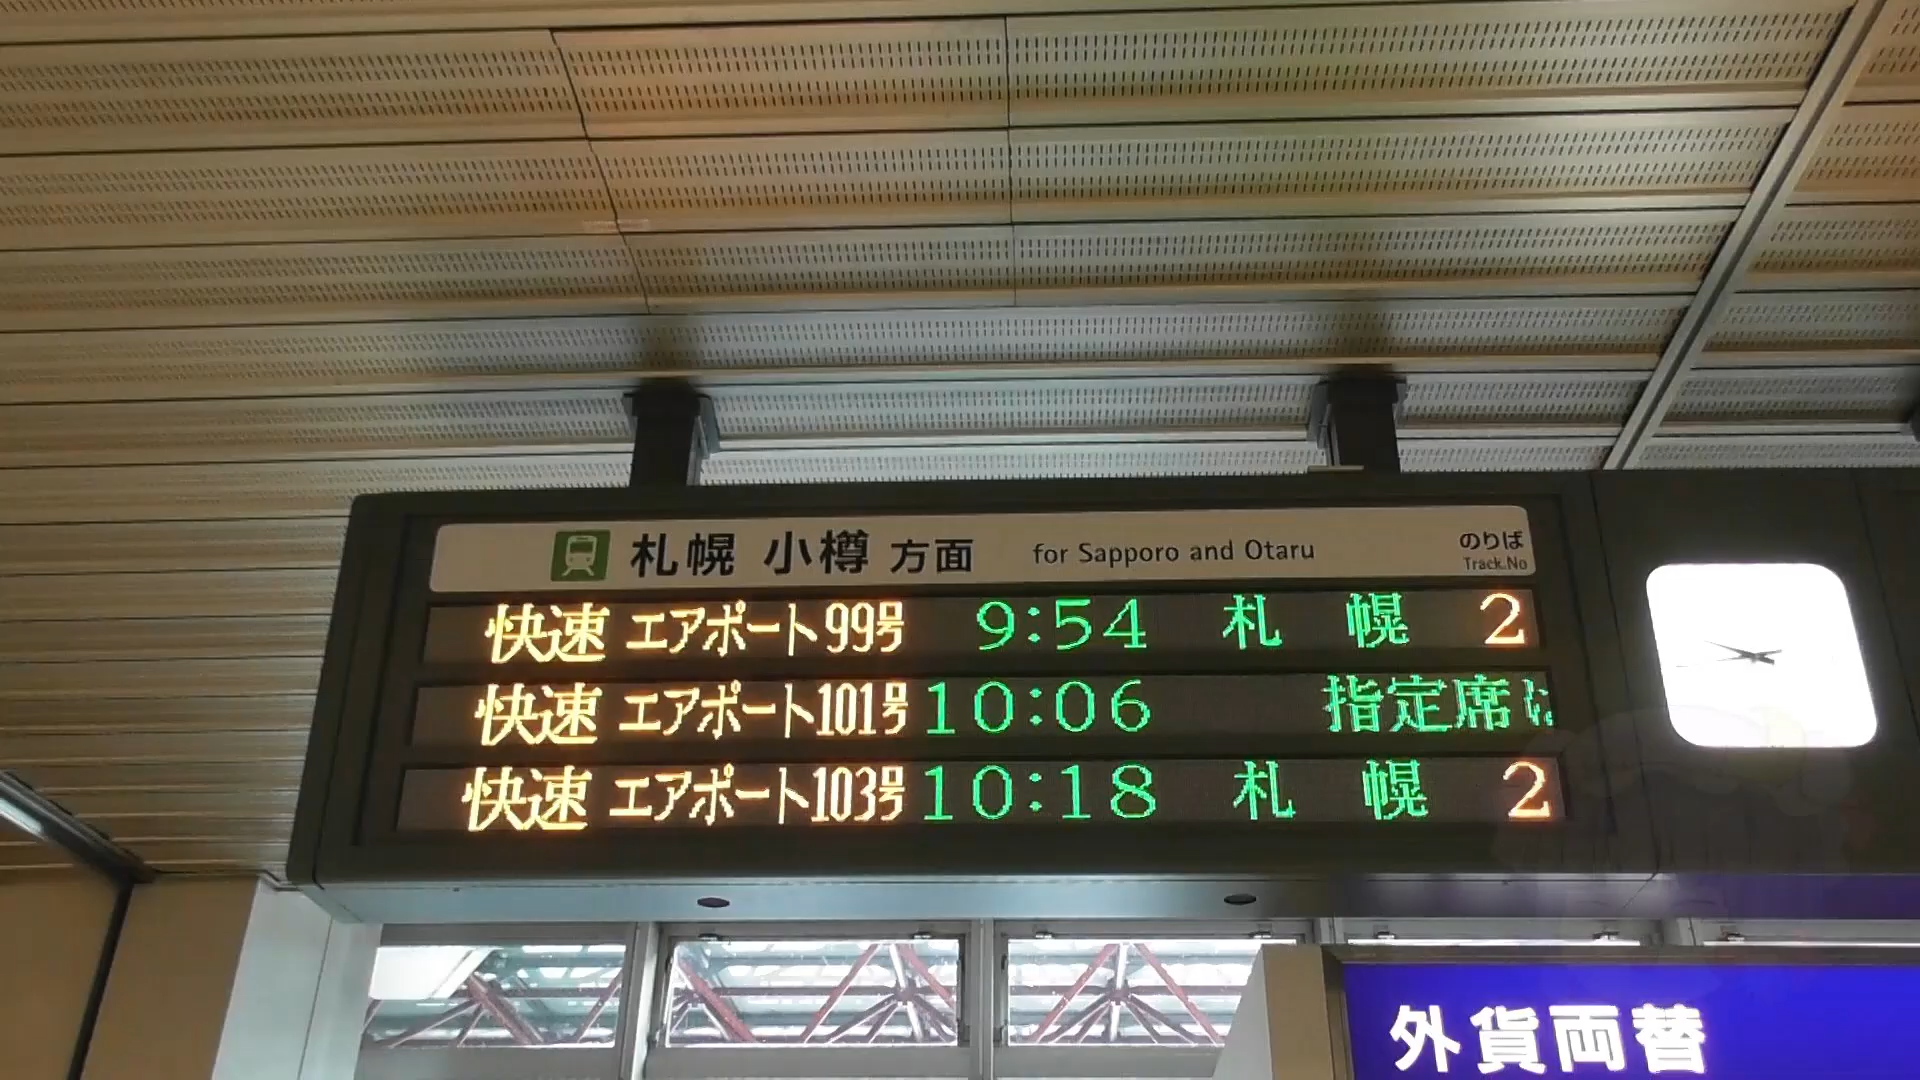 札幌 小樽 方面 for Sapporo and Otaru のりば
Track.No
快速 エアポート99号 9:54 札幌 2
快速 エアポート101号 10:06 指定席は
快速 エアポート103号 10:18 札幌 2
外貨両替